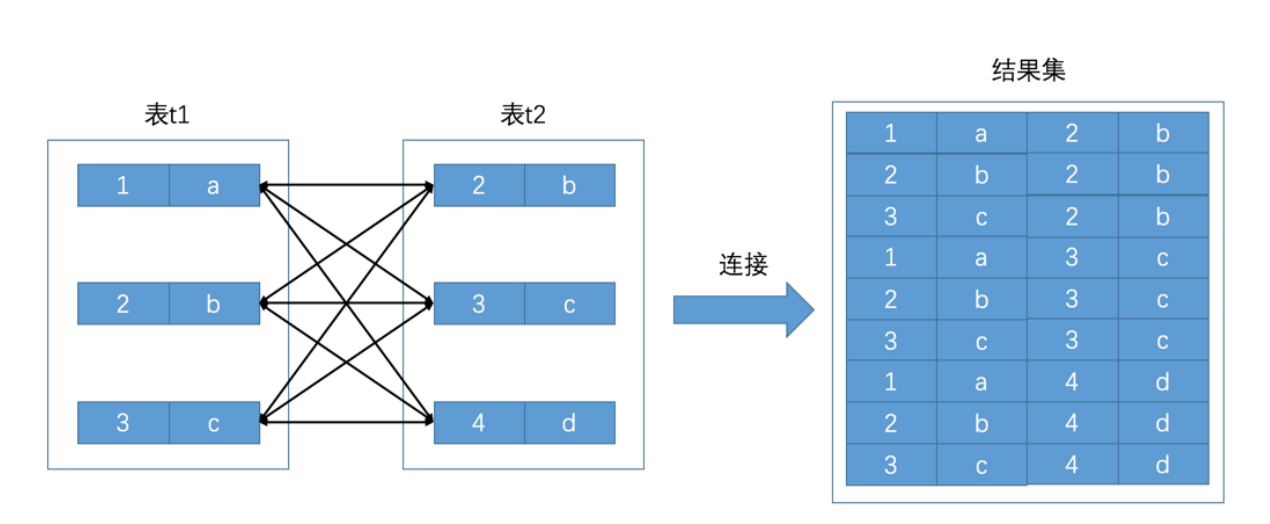 结果集
表t1
表t2
1 a
2 b
3 c
2 b
3 c
4 d
连接
1 a 2 b
2 b 2 b
3 c 2 b
1 a 3 c
2 b 3 c
3 c 3 c
1 a 4 d
2 b 4 d
3 c 4 d